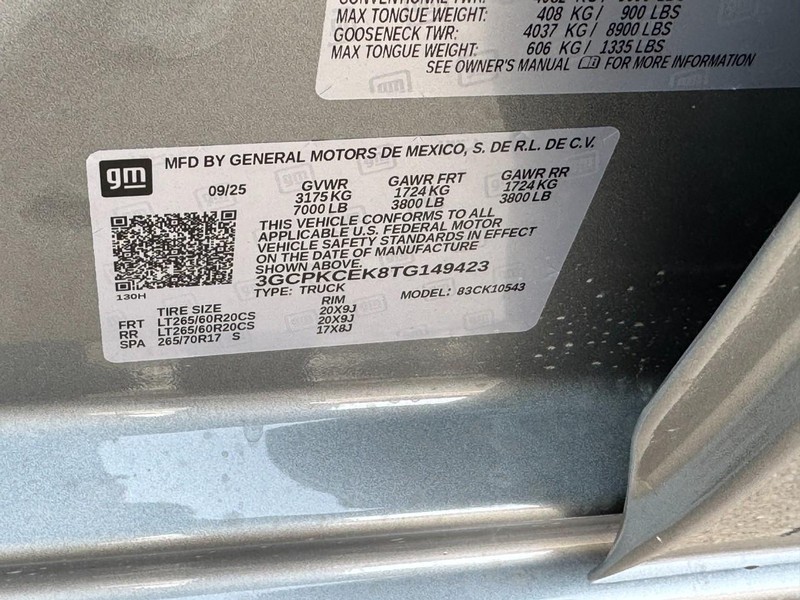 MAX TONGUE WEIGHT: 408 KG / 900 LBS
GOOSENECK TWR: 4037 KG / 8900 LBS
MAX TONGUE WEIGHT: 606 KG / 1335 LBS
SEE OWNER'S MANUAL FOR MORE INFORMATION
gm
MFD BY GENERAL MOTORS DE MEXICO, S. DE R.L. DE C.V.
09/25 GVWR GAWR FRT GAWR RR
3175 KG 1724 KG 1724 KG
7000 LB 3800 LB 3800 LB
THIS VEHICLE CONFORMS TO ALL
APPLICABLE U.S. FEDERAL MOTOR
VEHICLE SAFETY STANDARDS IN EFFECT
ON THE DATE OF MANUFACTURE
SHOWN ABOVE.
3GCPKCEK8TG149423
130H
TYPE: TRUCK MODEL: 83CK10543
TIRE SIZE RIM
FRT LT265/60R20CS 20X9J
RR LT265/60R20CS 20X9J
SPA 265/70R17 S 17X8J